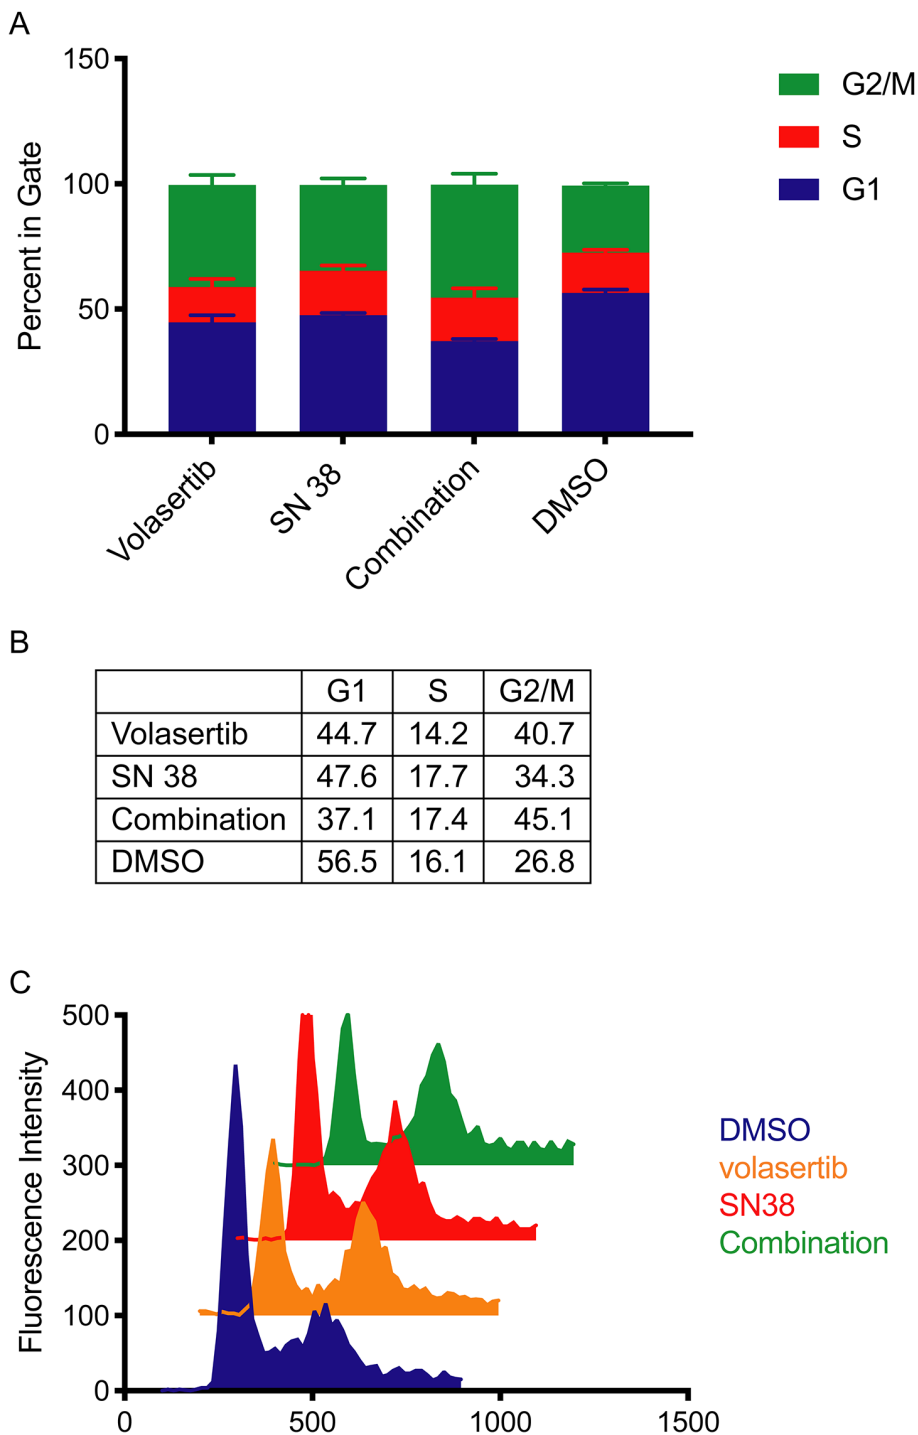 A
150
100
50
0
Percent in Gate
G2/M
S
G1
Volasertib
SN 38
Combination
DMSO
B
G1 S G2/M
Volasertib 44.7 14.2 40.7
SN 38 47.6 17.7 34.3
Combination 37.1 17.4 45.1
DMSO 56.5 16.1 26.8
C
500
400
300
200
100
0
Fluorescence Intensity
0 500 1000 1500
DMSO
volasertib
SN38
Combination